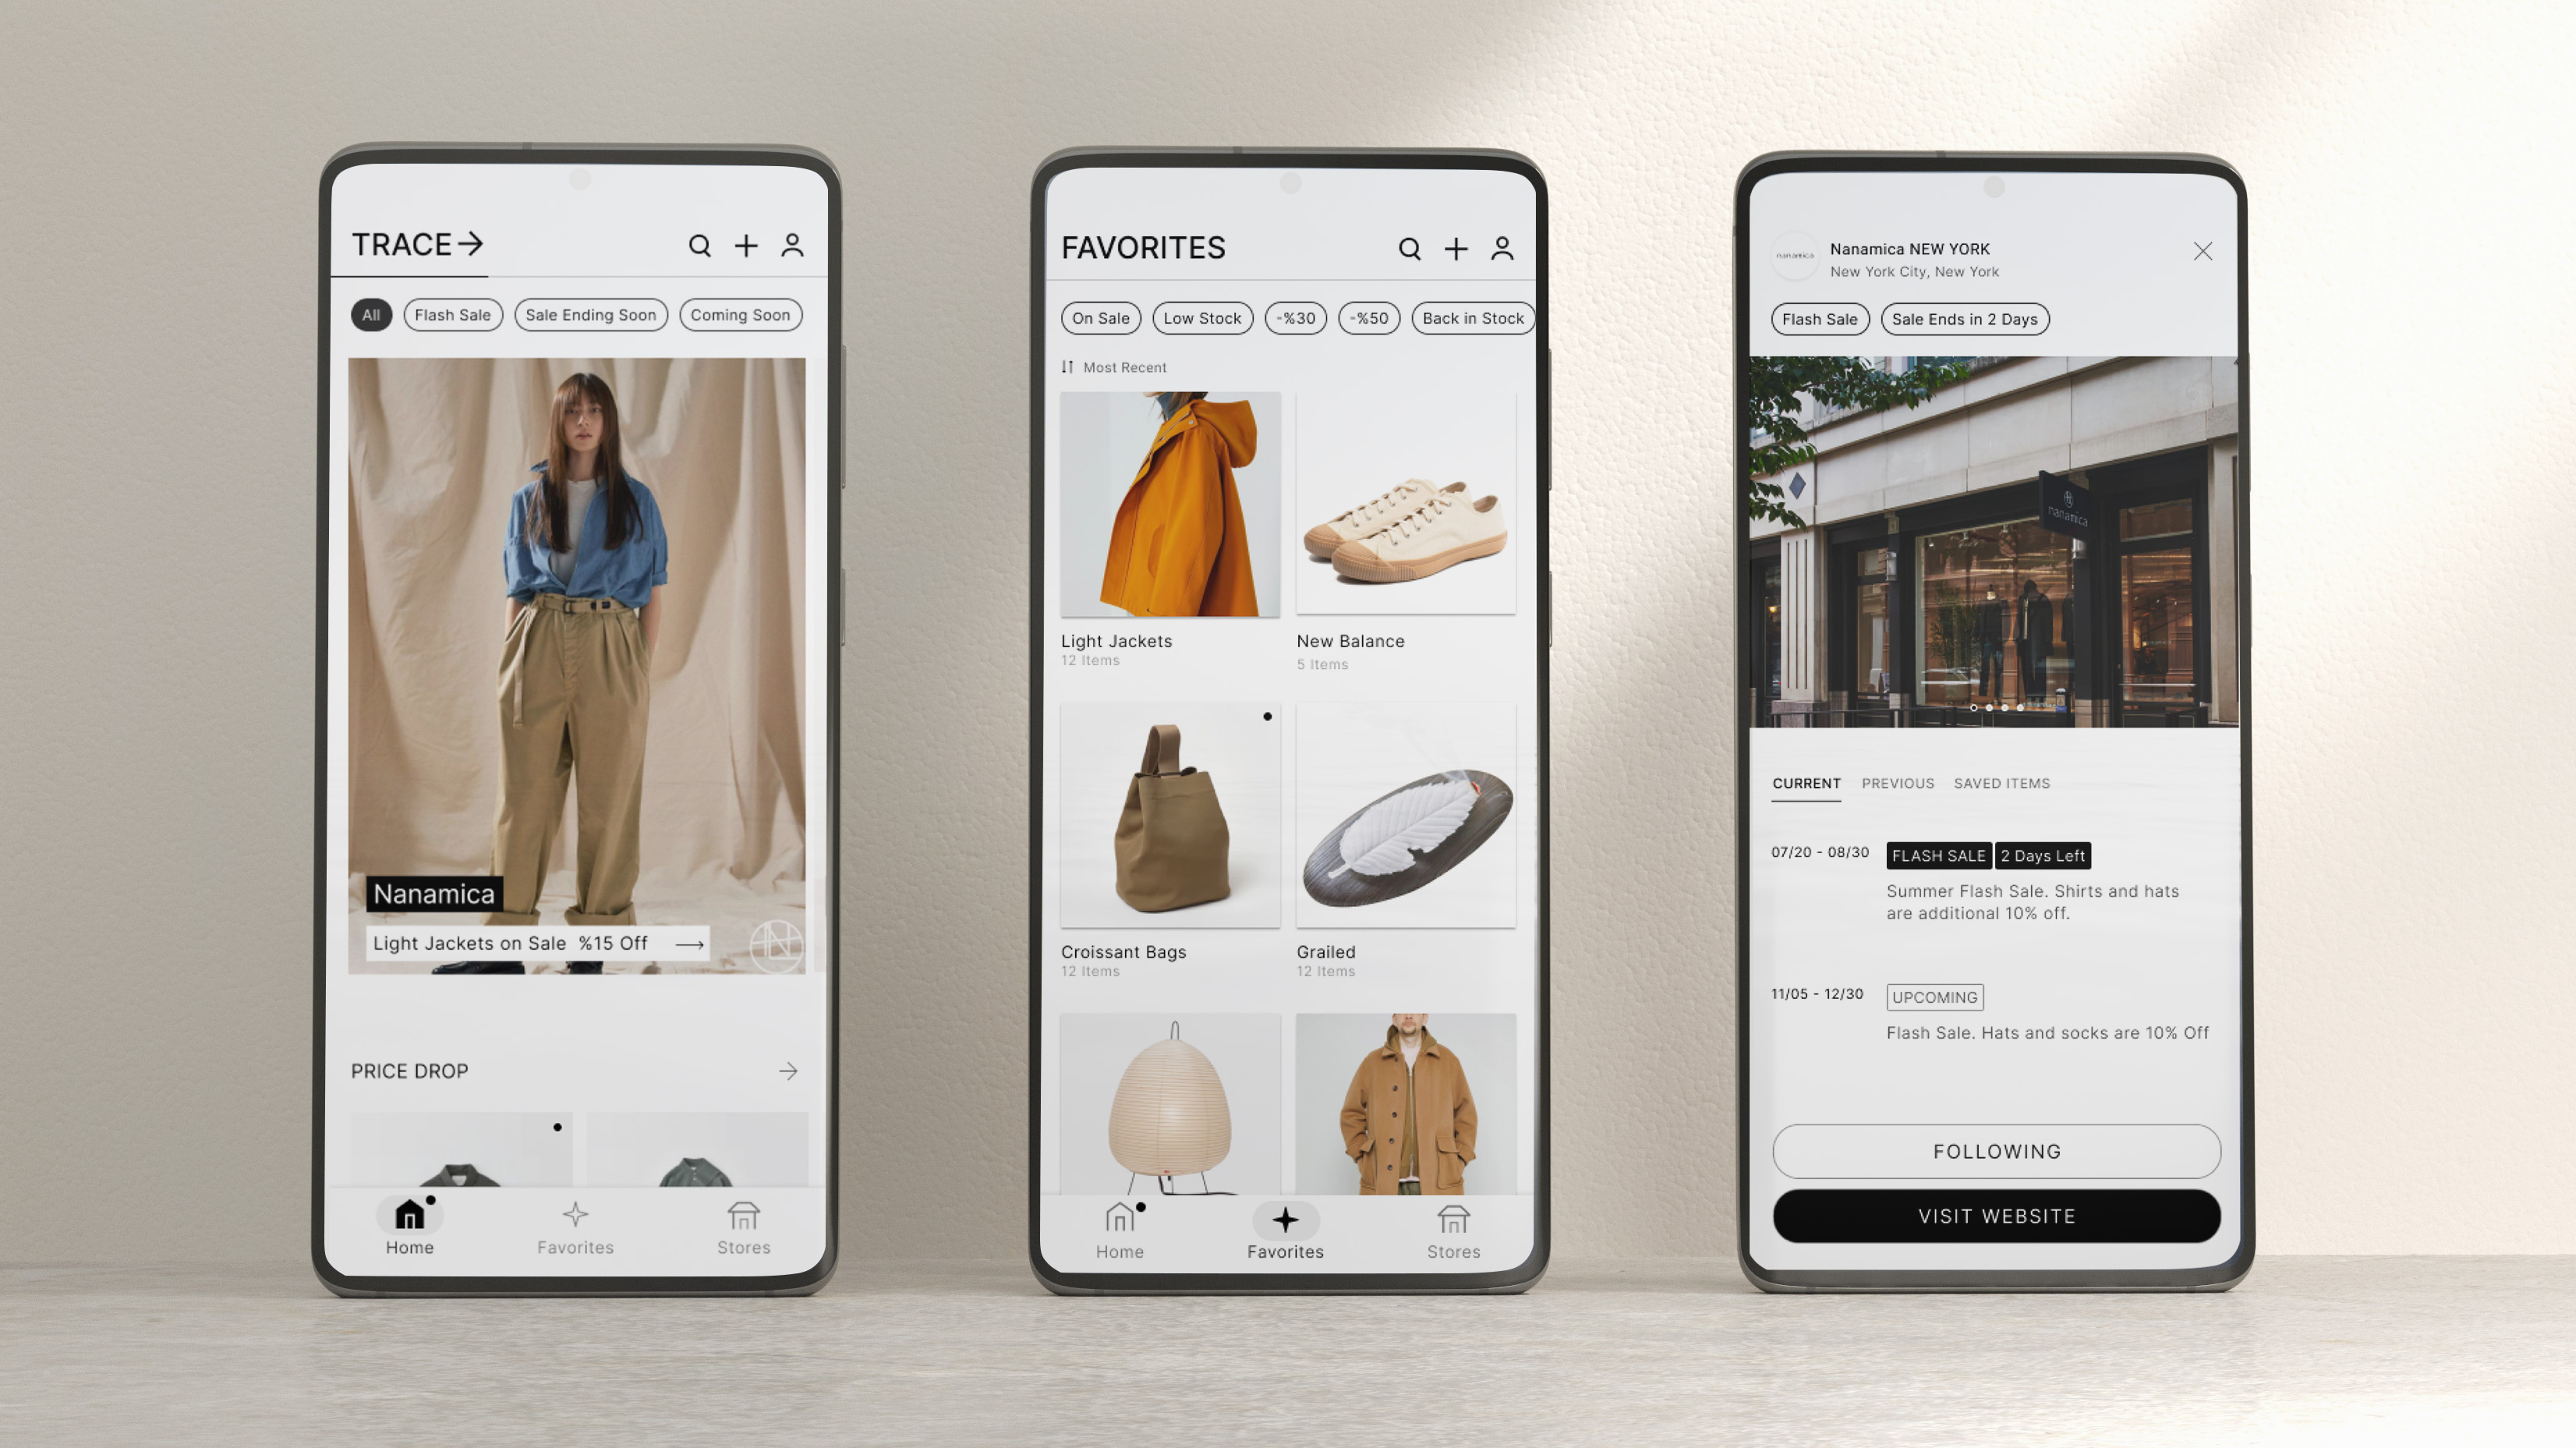 TRACE→
All
Flash Sale
Sale Ending Soon
Coming Soon
Nanamica
Light Jackets on Sale %15 Off
PRICE DROP
Home
Favorites
Stores
FAVORITES
On Sale
Low Stock
-%30
-%50
Back in Stock
Most Recent
Light Jackets
12 Items
New Balance
5 Items
Croissant Bags
12 Items
Grailed
12 Items
Home
Favorites
Stores
nanamica
Nanamica NEW YORK
New York City, New York
Flash Sale
Sale Ends in 2 Days
nanamica
CURRENT
PREVIOUS
SAVED ITEMS
07/20 - 08/30
FLASH SALE
2 Days Left
Summer Flash Sale. Shirts and hats
are additional 10% off.
11/05 - 12/30
UPCOMING
Flash Sale. Hats and socks are 10% Off
FOLLOWING
VISIT WEBSITE